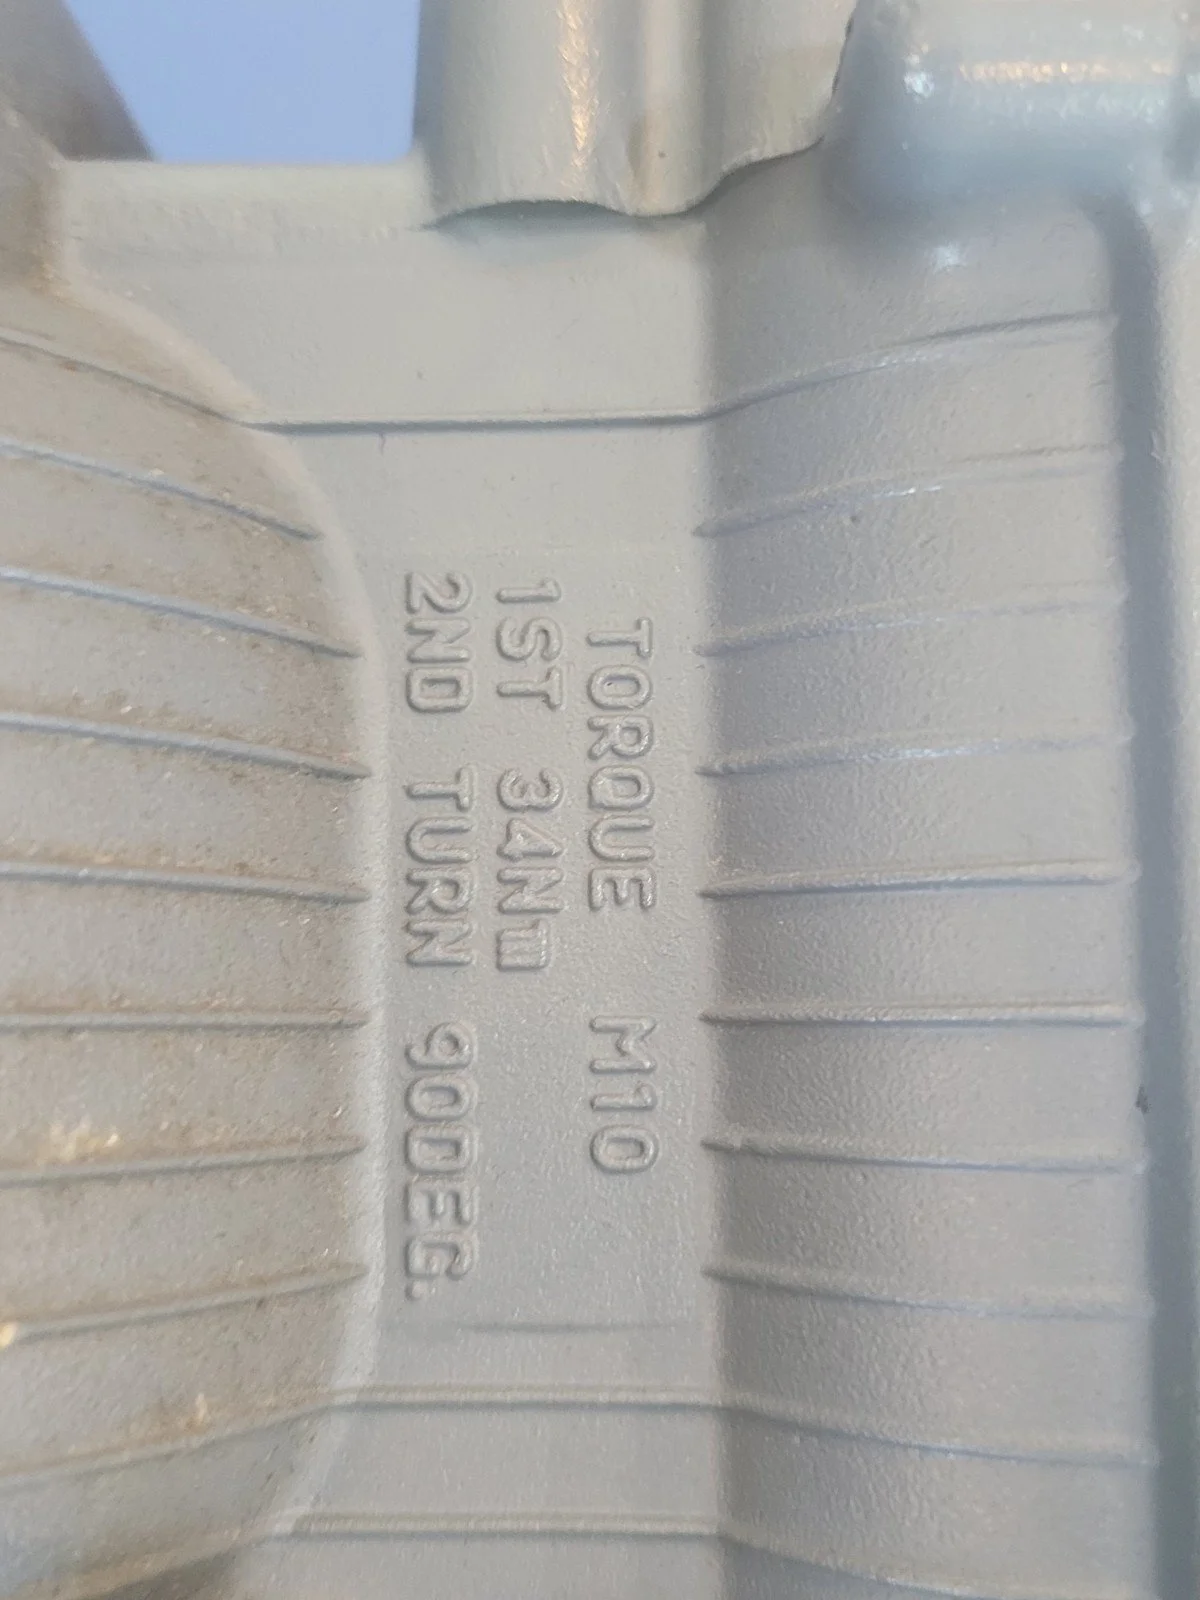 TORQUE M10
1ST 34Nm
2ND TURN 90DEG.